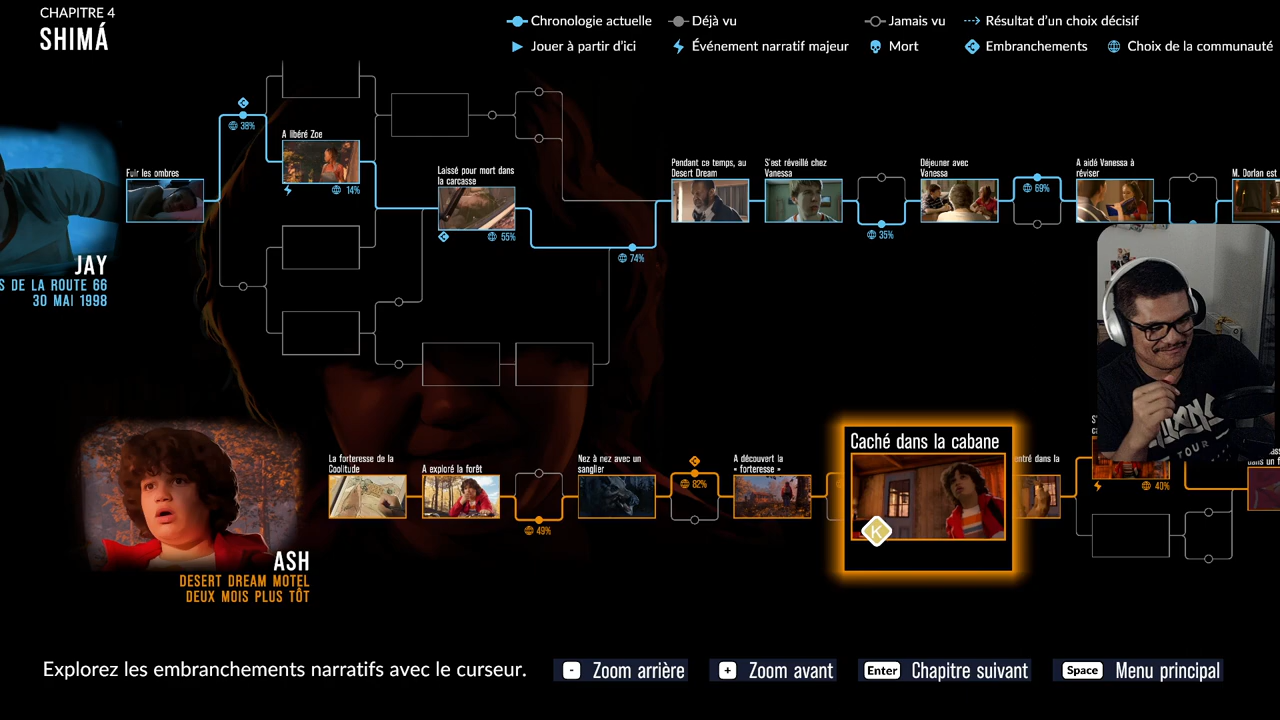 CHAPITRE 4
SHIMÁ
Chronologie actuelle
Déjà vu
Jamais vu
Résultat d'un choix décisif
Jouer à partir d'ici
Événement narratif majeur
Mort
Embranchements
Choix de la communauté
C
38%
A libéré Zoe
14%
Fuir les ombres
Laissé pour mort dans
la carcasse
C
55%
74%
Pendant ce temps, au
Desert Dream
S'est réveillé chez
Vanessa
35%
Déjeuner avec
Vanessa
69%
A aidé Vanessa à
réviser
M. Dorlan est
JAY
S DE LA ROUTE 66
30 MAI 1998
ASH
DESERT DREAM MOTEL
DEUX MOIS PLUS TÔT
La forteresse de la
Coolitude
A exploré la forêt
49%
Nez à nez avec un
sanglier
C
82%
A découvert la
« forteresse »
Caché dans la cabane
K
entré dans la
40%
dans un f
TOUR
Explorez les embranchements narratifs avec le curseur.
- Zoom arrière
+ Zoom avant
Enter Chapitre suivant
Space Menu principal